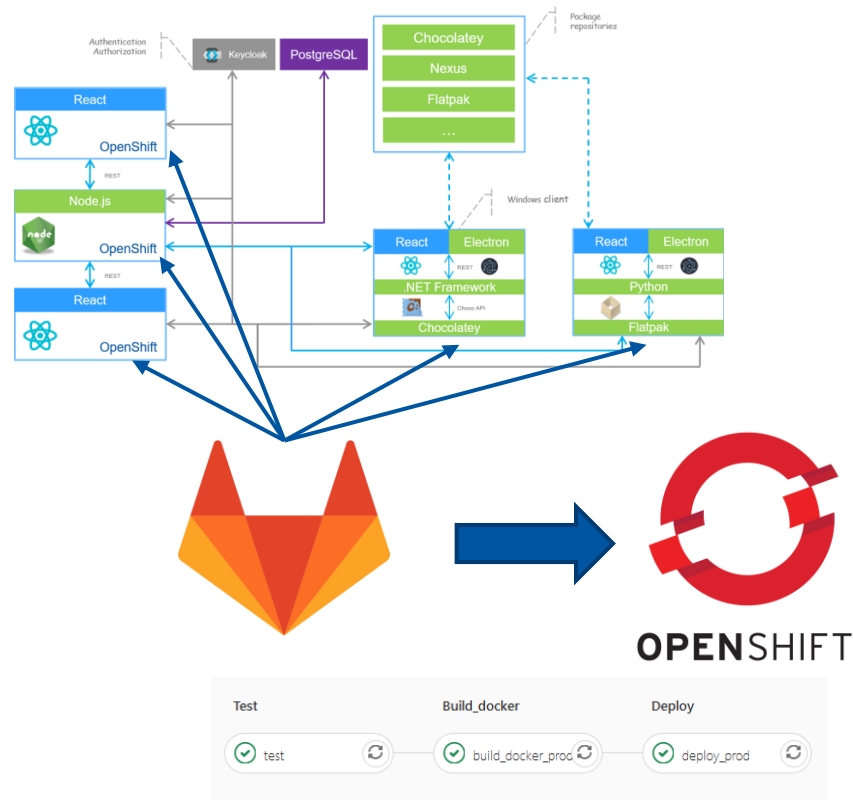 Package
repositories
Authentication
Authorization
Keycloak
PostgreSQL
Chocolatey
Nexus
Flatpak
...
React
OpenShift
REST
Node.js
node
OpenShift
REST
React
OpenShift
Windows client
React
Electron
REST
.NET Framework
Choco API
Chocolatey
React
Electron
REST
Python
Flatpak
OPENSHIFT
Test
Build_docker
Deploy
test
build_docker_prod
deploy_prod